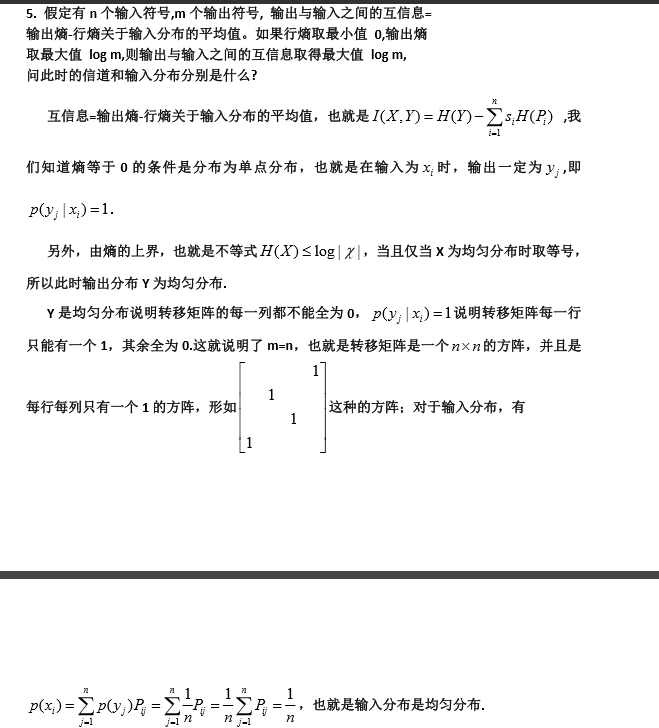 5. 假定有 n 个输入符号,m 个输出符号, 输出与输入之间的互信息=
输出熵-行熵关于输入分布的平均值。如果行熵取最小值 0,输出熵
取最大值 log m,则输出与输入之间的互信息取得最大值 log m,
问此时的信道和输入分布分别是什么?
互信息=输出熵-行熵关于输入分布的平均值，也就是 I(X,Y) = H(Y) − \sum_{i=1}^{n} s_i H(P_i) ,我
们知道熵等于 0 的条件是分布为单点分布，也就是在输入为 x_i 时，输出一定为 y_j ,即
p(y_j | x_i) = 1.
另外，由熵的上界，也就是不等式 H(X) ≤ log | χ |，当且仅当 X 为均匀分布时取等号，
所以此时输出分布 Y 为均匀分布.
Y 是均匀分布说明转移矩阵的每一列都不能全为 0， p(y_j | x_i) = 1 说明转移矩阵每一行
只能有一个 1，其余全为 0.这就说明了 m=n，也就是转移矩阵是一个 n×n 的方阵，并且是
每行每列只有一个 1 的方阵，形如 [ 1 1 1 1 ] 这种的方阵；对于输入分布，有
p(x_i) = \sum_{j=1}^{n} p(y_j) P_{ij} = \sum_{j=1}^{n} \frac{1}{n} P_{ij} = \frac{1}{n} \sum_{j=1}^{n} P_{ij} = \frac{1}{n}，也就是输入分布是均匀分布.